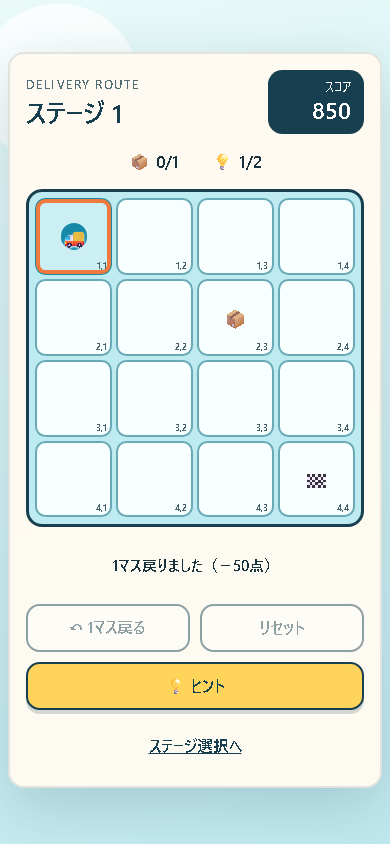 DELIVERY ROUTE
ステージ 1
スコア
850
0/1
1/2
1,1
1,2
1,3
1,4
2,1
2,2
2,3
2,4
3,1
3,2
3,3
3,4
4,1
4,2
4,3
4,4
1マス戻りました（−50点）
↶ 1マス戻る
リセット
ヒント
ステージ選択へ